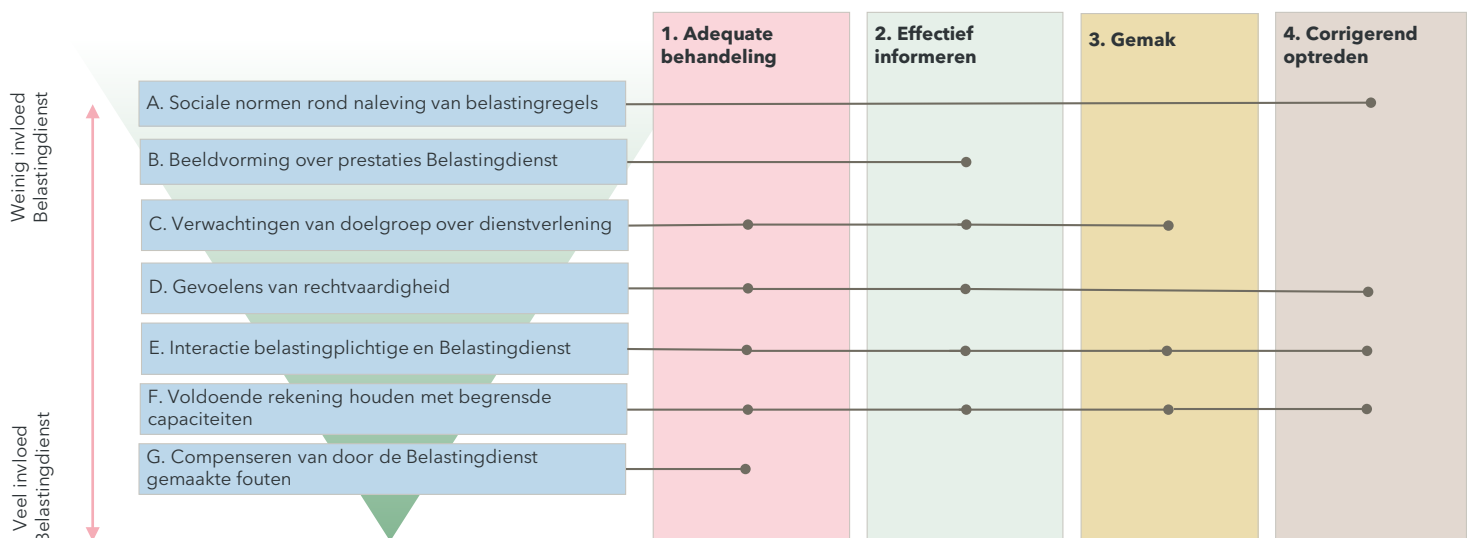 1. Adequate
behandeling
2. Effectief
informeren
3. Gemak
4. Corrigerend
optreden
Weinig invloed
Belastingdienst
A. Sociale normen rond naleving van belastingregels
B. Beeldvorming over prestaties Belastingdienst
C. Verwachtingen van doelgroep over dienstverlening
D. Gevoelens van rechtvaardigheid
E. Interactie belastingplichtige en Belastingdienst
F. Voldoende rekening houden met begrensde
capaciteiten
G. Compenseren van door de Belastingdienst
gemaakte fouten
Veel invloed
Belastingdienst